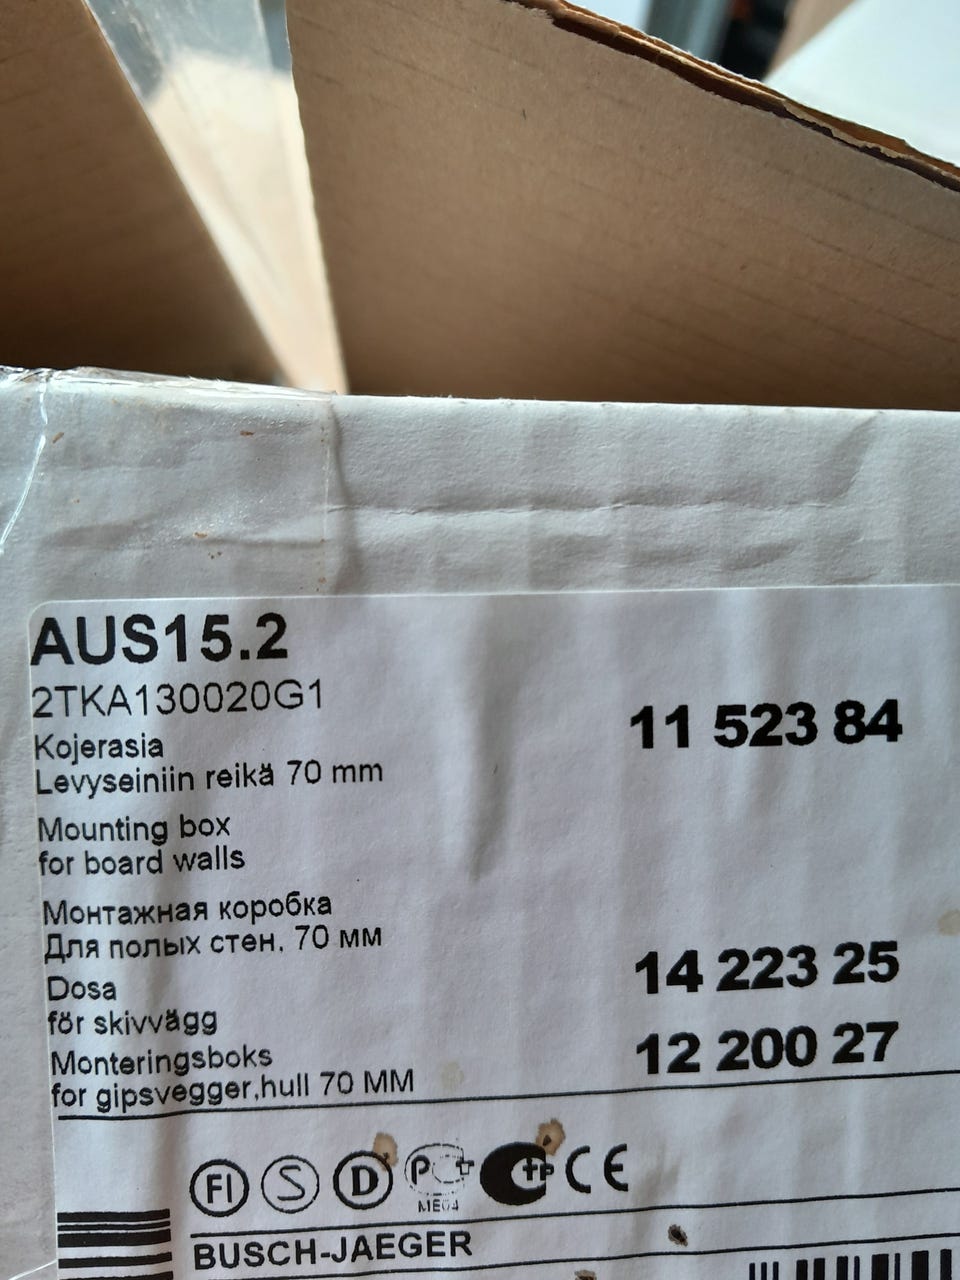 AUS15.2
2TKA130020G1
11 523 84
Kojerasia
Levyseiniin reikä 70 mm
Mounting box
for board walls
Монтажная коробка
Для полых стен, 70 мм
14 223 25
Dosa
för skivvägg
12 200 27
Monteringsboks
for gipsvegger,hull 70 MM
FI S D PCT CE
BUSCH-JAEGER